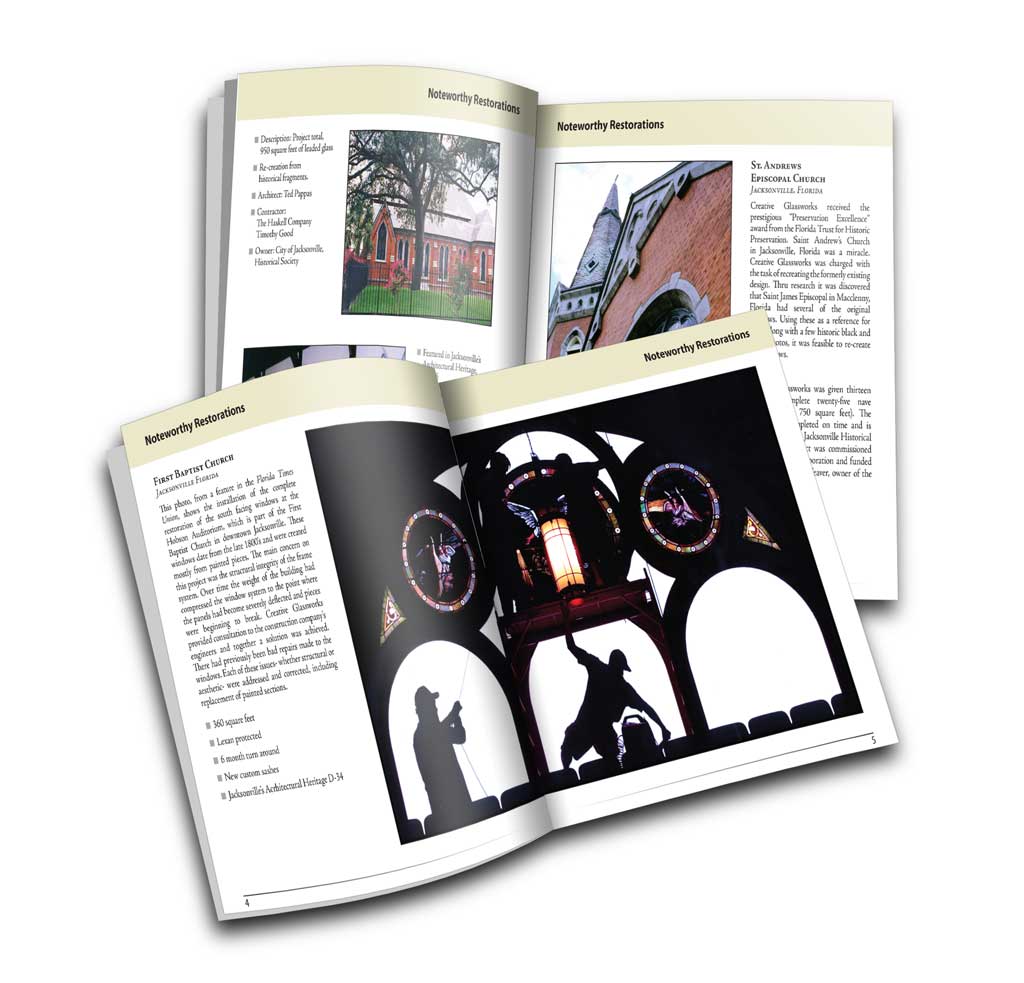 Noteworthy Restorations
Description: Project total,
950 square feet of leaded glass
Re-creation from
historical fragments.
Architect: Ted Pappas
Contractor:
The Haskell Company
Timothy Good
Owner: City of Jacksonville,
Historical Society
Featured in Jacksonville's
Architectural Heritage,
Noteworthy Restorations
St. Andrews
Episcopal Church
Jacksonville, Florida
Creative Glassworks received the
prestigious "Preservation Excellence"
award from the Florida Trust for Historic
Preservation. Saint Andrew's Church
in Jacksonville, Florida was a miracle.
Creative Glassworks was charged with
the task of recreating the formerly existing
design. Thru research it was discovered
that Saint James Episcopal in Macclenny,
Florida had several of the original
Using these as a reference for
with a few historic black and
it was feasible to re-create
was given thirteen
twenty-five nave
750 square feet). The
on time and is
Jacksonville Historical
was commissioned
and funded
owner of the
Noteworthy Restorations
First Baptist Church
Jacksonville Florida
This photo, from a feature in the Florida Times
Union, shows the installation of the complete
restoration of the south facing windows at the
Hobson Auditorium, which is part of the First
Baptist Church in downtown Jacksonville. These
windows date from the late 1800's and were created
mostly from painted pieces. The main concern on
this project was the structural integrity of the frame
system. Over time the weight of the building had
compressed the window system to the point where
the panels had become severely deflected and pieces
were beginning to break. Creative Glassworks
provided consultation to the construction company's
engineers and together a solution was achieved.
There had previously been bad repairs made to the
windows. Each of these issues- whether structural or
aesthetic- were addressed and corrected, including
replacement of painted sections.
360 square feet
Lexan protected
6 month turn around
New custom sashes
Jacksonville's Architectural Heritage D-34
4
Noteworthy Restorations
5